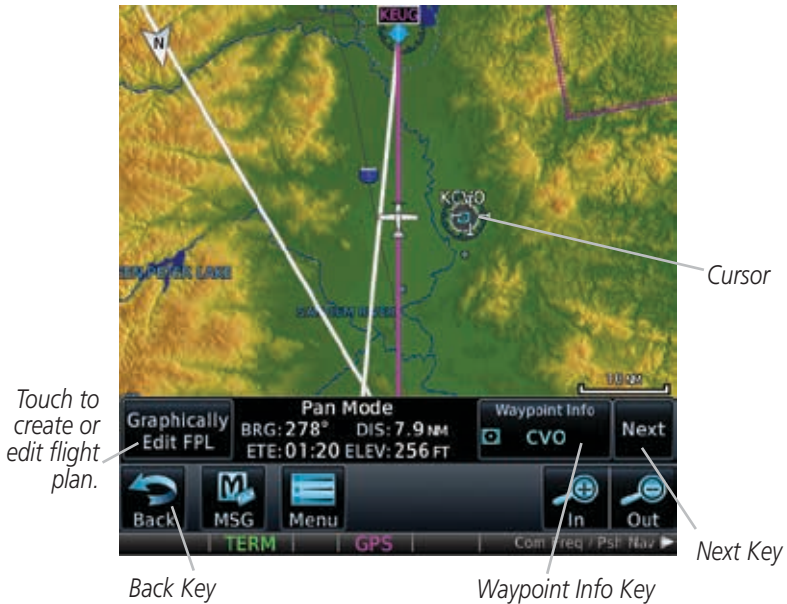 KEUG
N
KCVO
Cursor
10 NM
Touch to
create or
edit flight
plan.
Graphically
Edit FPL
Pan Mode
BRG: 278° DIS: 7.9 NM
ETE: 01:20 ELEV: 256 FT
Waypoint Info
CVO
Next
Back
MSG
Menu
In
Out
TERM
GPS
Com Freq / Psh Nav
Next Key
Back Key
Waypoint Info Key